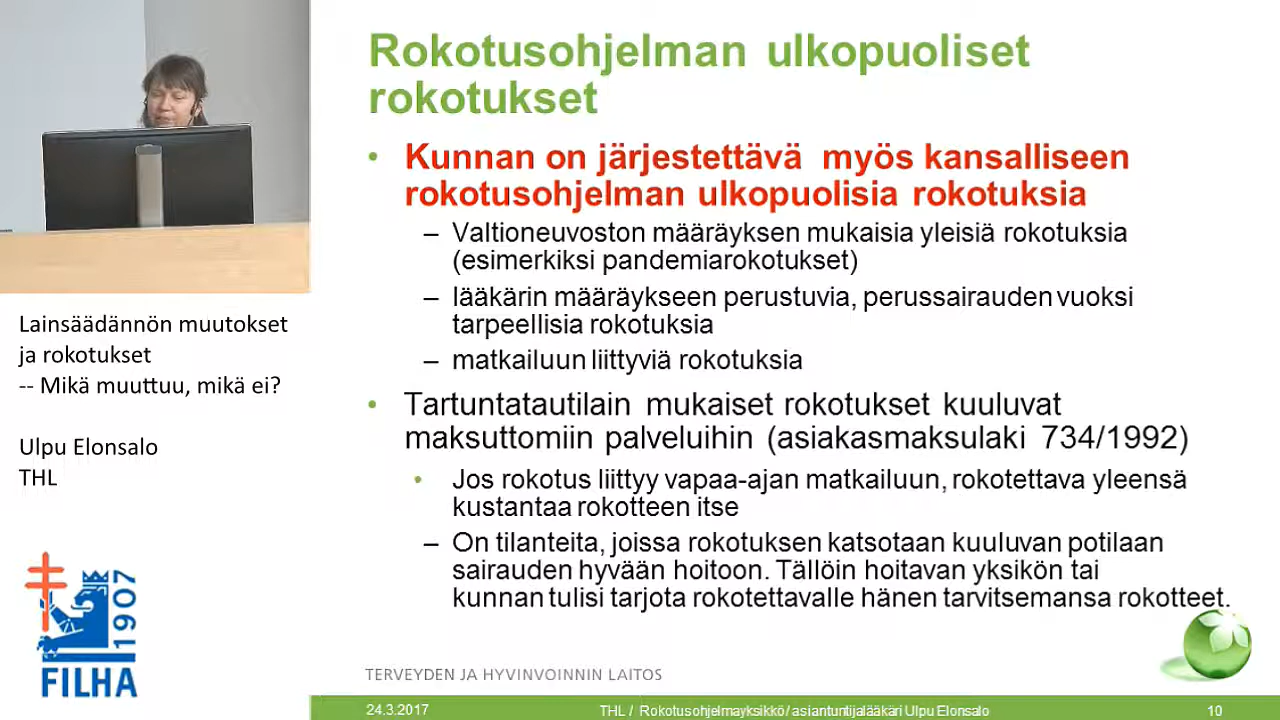 Rokotusohjelman ulkopuoliset
rokotukset
• Kunnan on järjestettävä myös kansalliseen
rokotusohjelman ulkopuolisia rokotuksia
– Valtioneuvoston määräyksen mukaisia yleisiä rokotuksia
(esimerkiksi pandemiarokotukset)
– lääkärin määräykseen perustuvia, perussairauden vuoksi
tarpeellisia rokotuksia
– matkailuun liittyviä rokotuksia
• Tartuntatautilain mukaiset rokotukset kuuluvat
maksuttomiin palveluihin (asiakasmaksulaki 734/1992)
• Jos rokotus liittyy vapaa-ajan matkailuun, rokotettava yleensä
kustantaa rokotteen itse
– On tilanteita, joissa rokotuksen katsotaan kuuluvan potilaan
sairauden hyvään hoitoon. Tällöin hoitavan yksikön tai
kunnan tulisi tarjota rokotettavalle hänen tarvitsemansa rokotteet.
Lainsäädännön muutokset
ja rokotukset
-- Mikä muuttuu, mikä ei?
Ulpu Elonsalo
THL
1907
FILHA
TERVEYDEN JA HYVINVOINNIN LAITOS
24.3.2017
THL / Rokotusohjelmayksikkö/ asiantuntijalääkäri Ulpu Elonsalo
10